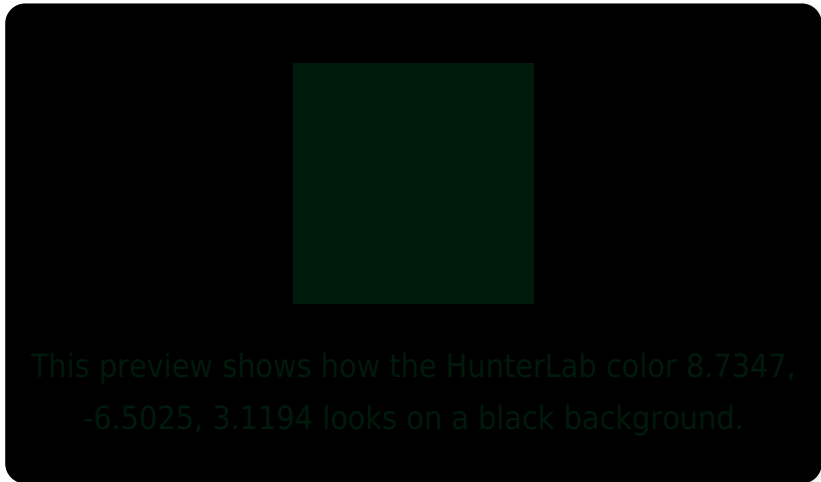 This preview shows how the HunterLab color 8.7347,
-6.5025, 3.1194 looks on a black background.